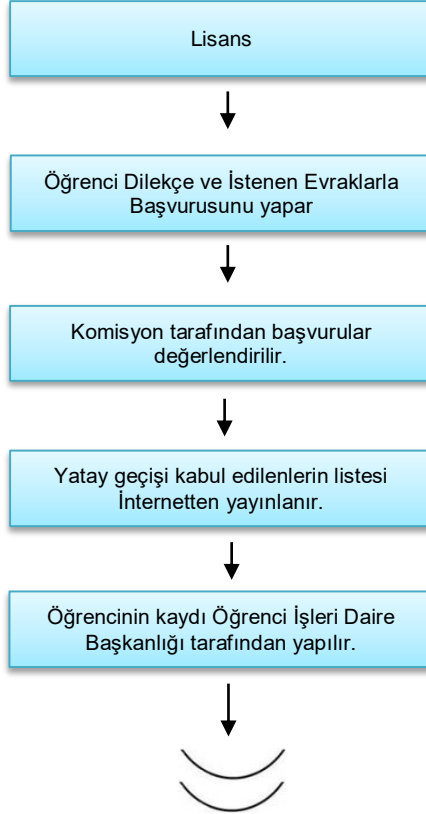 Lisans
Öğrenci Dilekçe ve İstenen Evraklarla
Başvurusunu yapar
Komisyon tarafından başvurular
değerlendirilir.
Yatay geçişi kabul edilenlerin listesi
İnternetten yayınlanır.
Öğrencinin kaydı Öğrenci İşleri Daire
Başkanlığı tarafından yapılır.